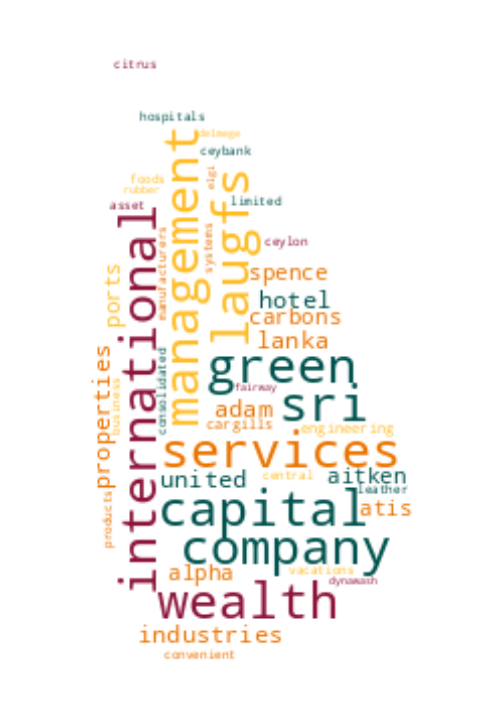 citrus
hospitals
delmege
ceybank
management
elgi
laugfs
foods
rubber
limited
asset
international
manufacturers
systems
ceylon
ports
spence
hotel
carbons
lanka
properties
consolidated
green
business
fairway
sri
adam
cargills
engineering
services
central
united
aitken
leather
products
capital
atis
company
alpha
vacations
dynawash
wealth
industries
convenient